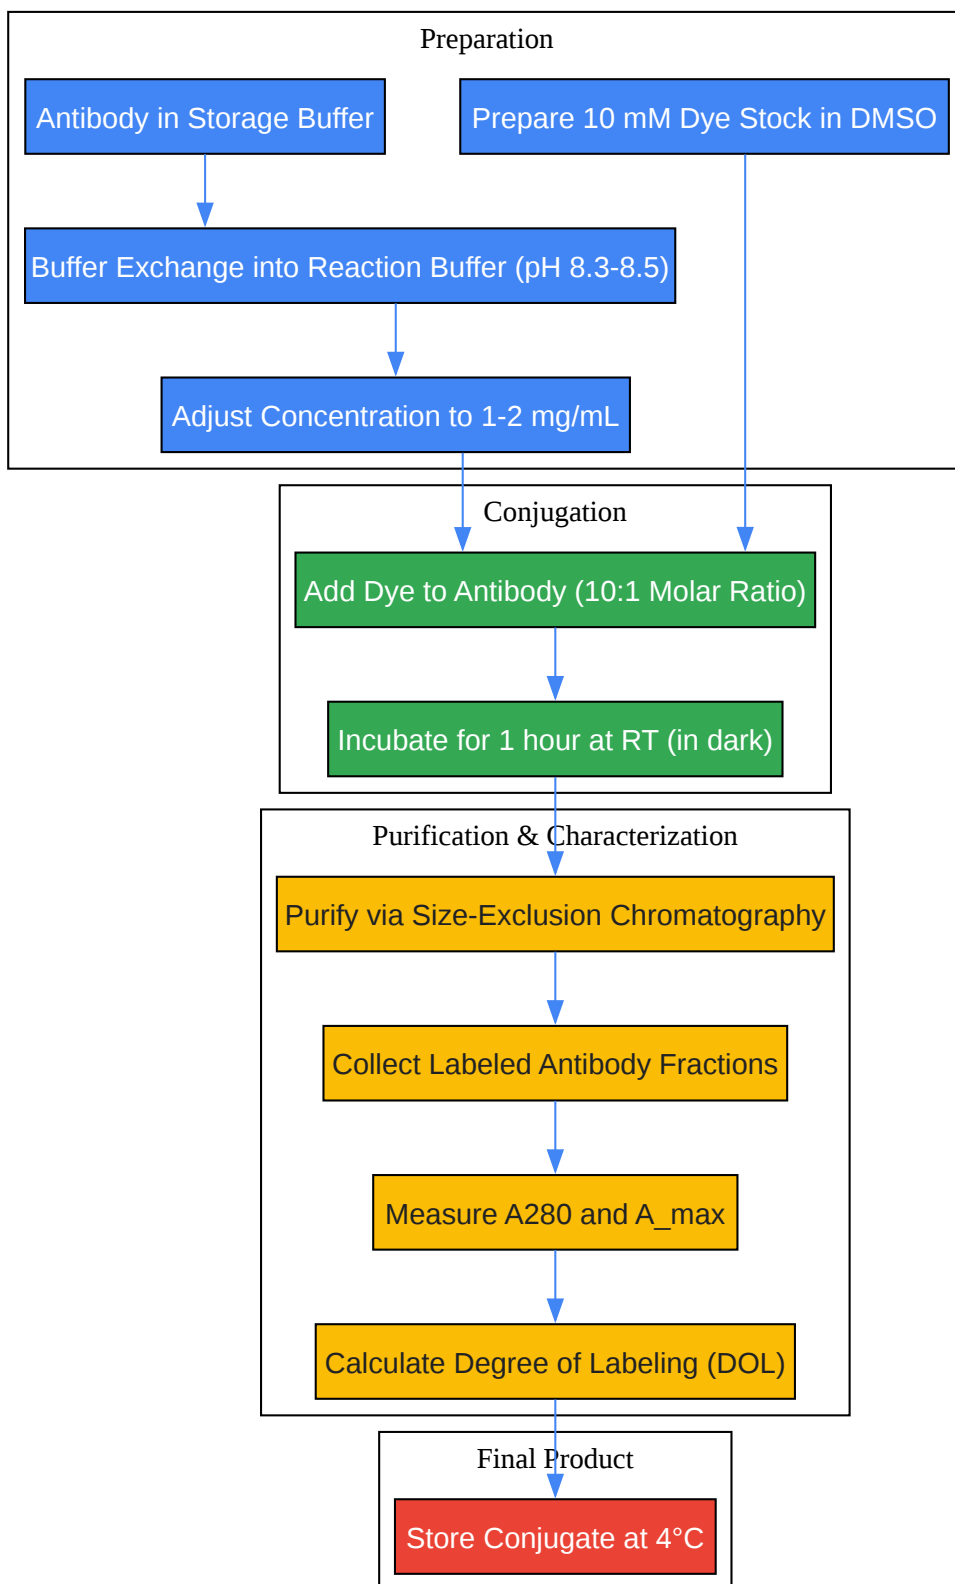 Preparation
Antibody in Storage Buffer
Prepare 10 mM Dye Stock in DMSO
Buffer Exchange into Reaction Buffer (pH 8.3-8.5)
Adjust Concentration to 1-2 mg/mL
Conjugation
Add Dye to Antibody (10:1 Molar Ratio)
Incubate for 1 hour at RT (in dark)
Purification & Characterization
Purify via Size-Exclusion Chromatography
Collect Labeled Antibody Fractions
Measure A280 and A_max
Calculate Degree of Labeling (DOL)
Final Product
Store Conjugate at 4°C